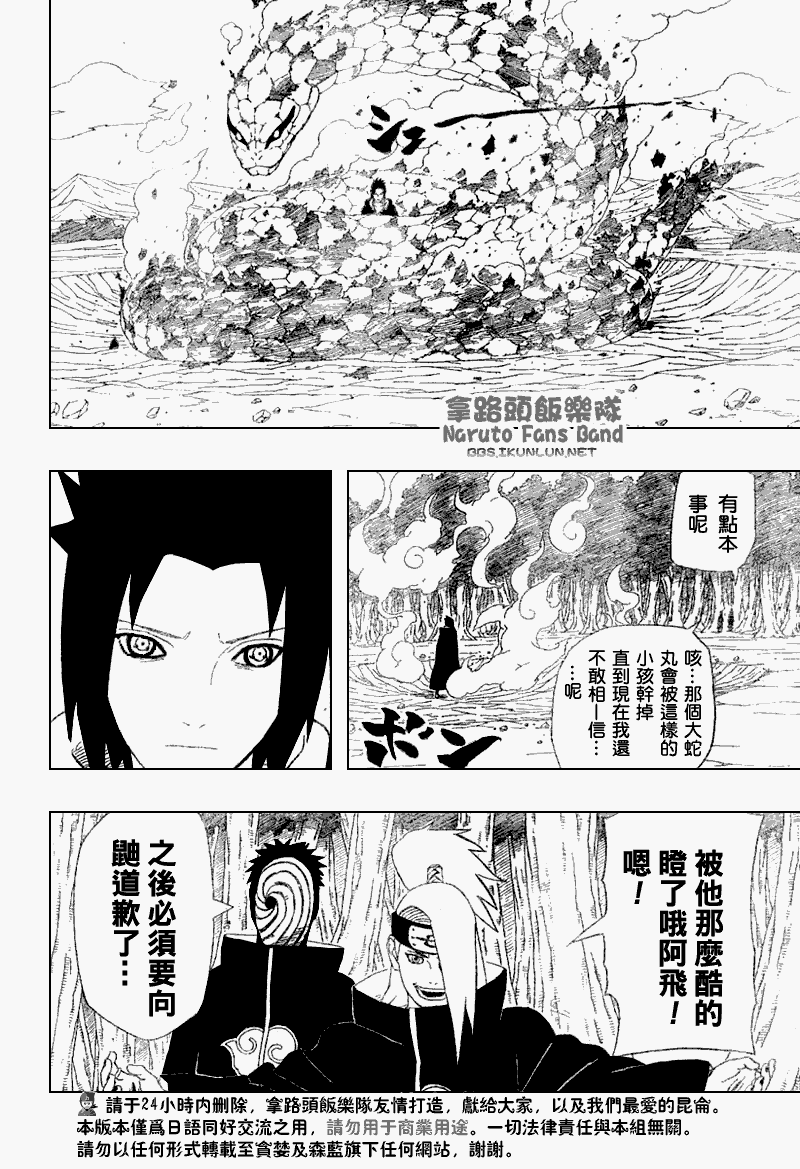 シュー
拿路頭飯樂隊
Naruto Fans Band
BBS.IKUNLUN.NET
有點本
事呢
咳…那個大蛇
丸會被這樣的
小孩幹掉
直到現在我還
不敢相—信…
…呢
ボン
被他那麼酷的
瞪了哦阿飛！
嗯！
之後必須要向
鼬道歉了…
請于24小時内删除，拿路頭飯樂隊友情打造，獻給大家，以及我們最愛的昆侖。
本版本僅爲日語同好交流之用，請勿用于商業用途。一切法律責任與本組無關。
請勿以任何形式轉載至貪婪及森藍旗下任何網站，謝謝。